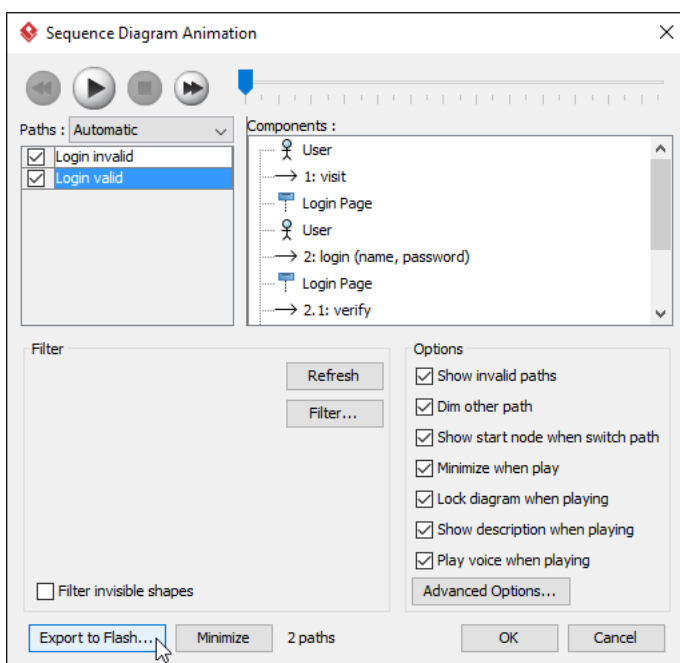 Sequence Diagram Animation
Paths : Automatic
Login invalid
Login valid
Components :
User
1: visit
Login Page
User
2: login (name, password)
Login Page
2.1: verify
Filter
Refresh
Filter...
Filter invisible shapes
Options
Show invalid paths
Dim other path
Show start node when switch path
Minimize when play
Lock diagram when playing
Show description when playing
Play voice when playing
Advanced Options...
Export to Flash... Minimize 2 paths OK Cancel